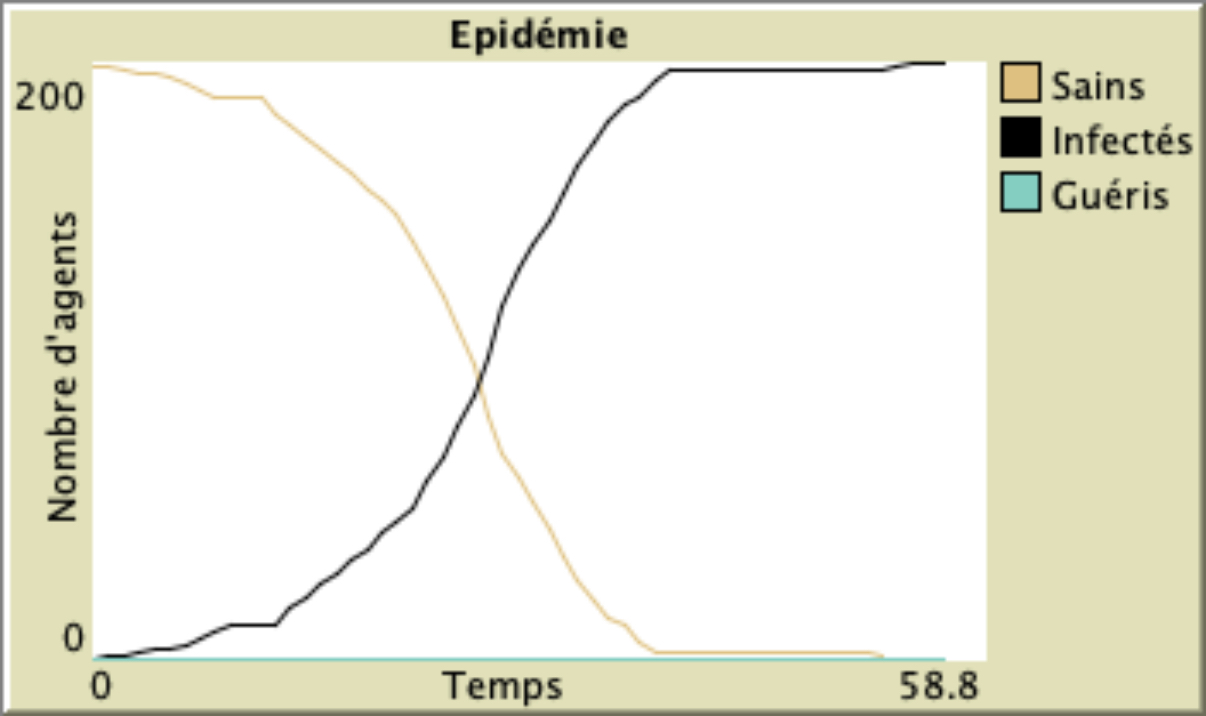 Epidémie
200
0
Nombre d'agents
0
Temps
58.8
Sains
Infectés
Guéris